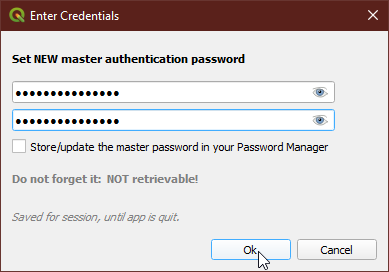 Enter Credentials
Set NEW master authentication password
●●●●●●●●●●●●●●●
●●●●●●●●●●●●●●●
Store/update the master password in your Password Manager
Do not forget it: NOT retrievable!
Saved for session, until app is quit.
Ok Cancel